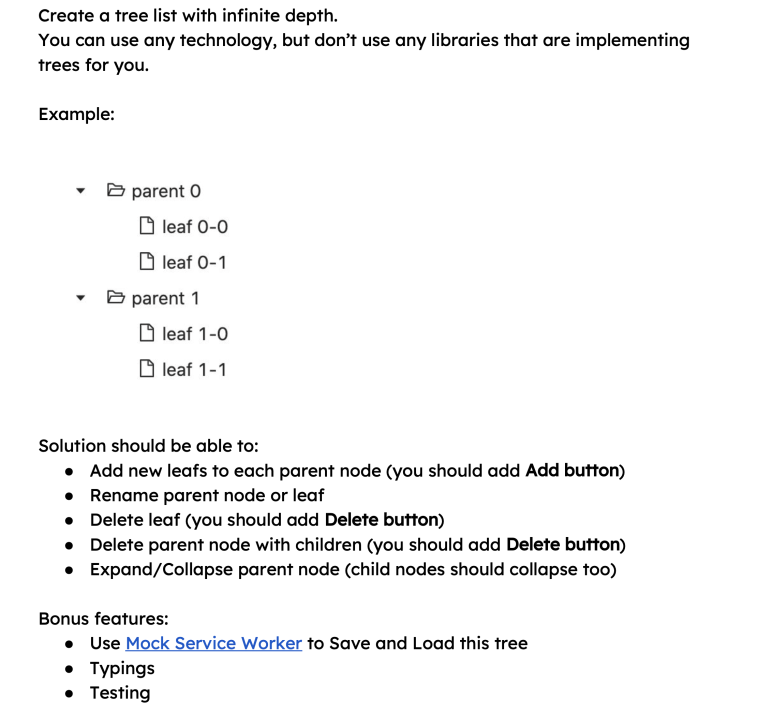 Create a tree list with infinite depth.
You can use any technology, but don’t use any libraries that are implementing
trees for you.
Example:
parent 0
leaf 0-0
leaf 0-1
parent 1
leaf 1-0
leaf 1-1
Solution should be able to:
● Add new leafs to each parent node (you should add Add button)
● Rename parent node or leaf
● Delete leaf (you should add Delete button)
● Delete parent node with children (you should add Delete button)
● Expand/Collapse parent node (child nodes should collapse too)
Bonus features:
● Use Mock Service Worker to Save and Load this tree
● Typings
● Testing